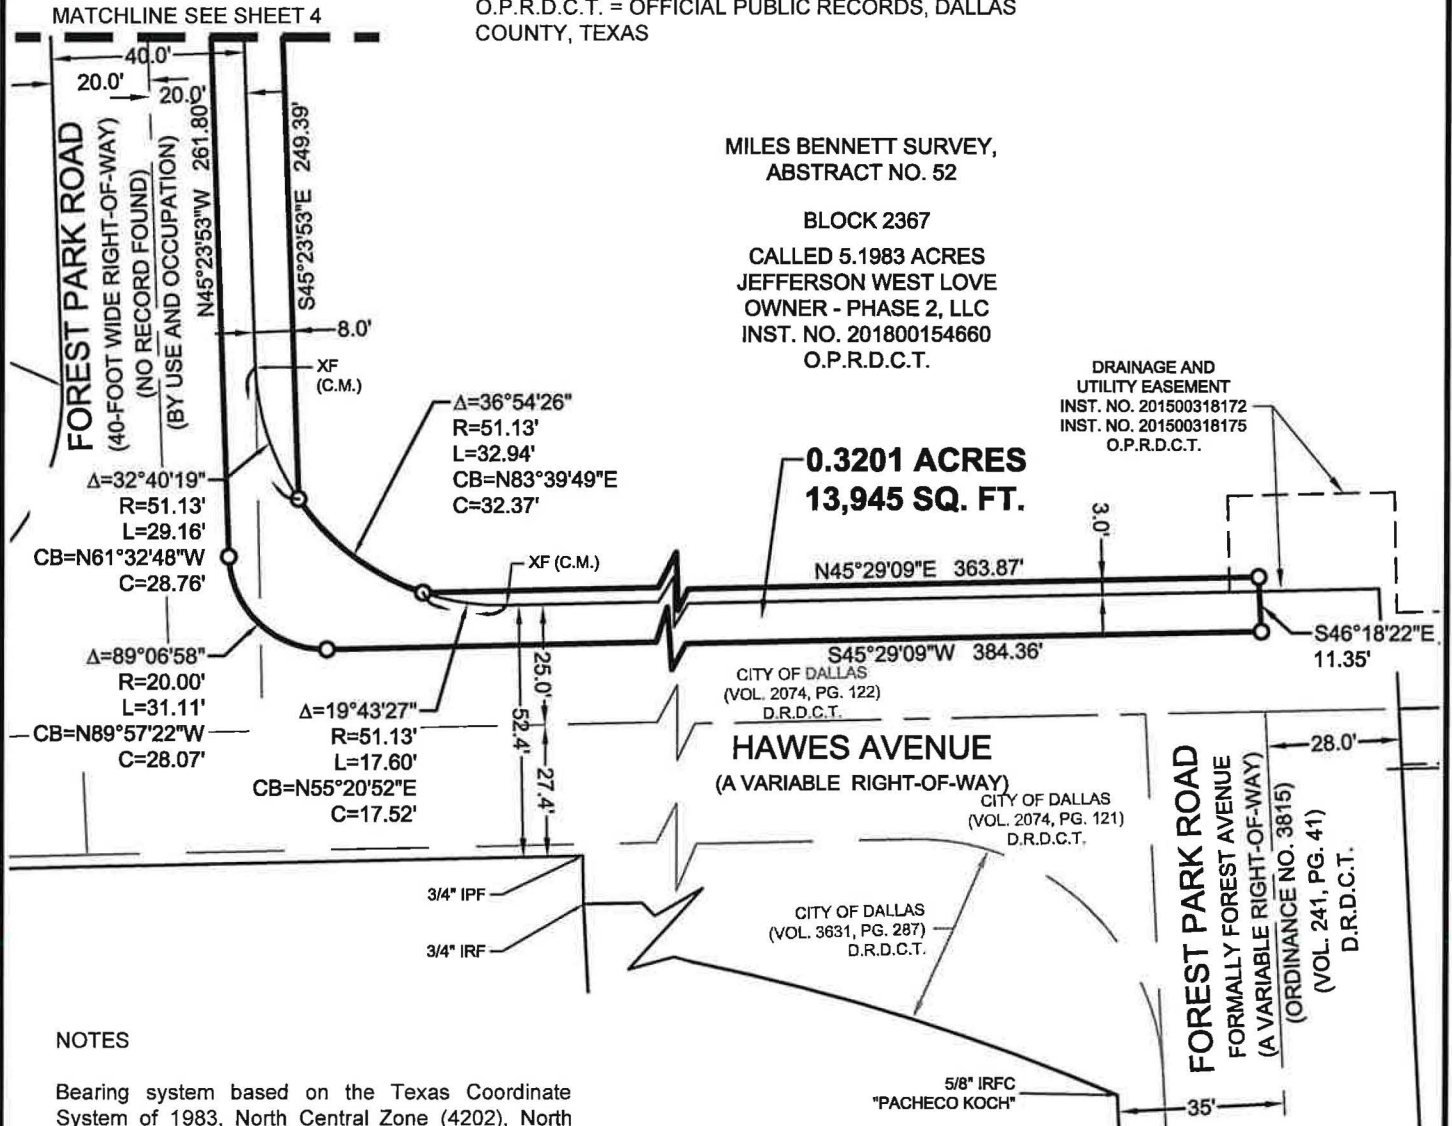 MATCHLINE SEE SHEET 4
O.P.R.D.C.T. = OFFICIAL PUBLIC RECORDS, DALLAS
COUNTY, TEXAS
40.0'
20.0'
20.0'
FOREST PARK ROAD
(40-FOOT WIDE RIGHT-OF-WAY)
(NO RECORD FOUND)
(BY USE AND OCCUPATION)
N45°23'53"W 261.80'
S45°23'53"E 249.39'
8.0'
XF
(C.M.)
MILES BENNETT SURVEY,
ABSTRACT NO. 52
BLOCK 2367
CALLED 5.1983 ACRES
JEFFERSON WEST LOVE
OWNER - PHASE 2, LLC
INST. NO. 201800154660
O.P.R.D.C.T.
DRAINAGE AND
UTILITY EASEMENT
INST. NO. 201500318172
INST. NO. 201500318175
O.P.R.D.C.T.
Δ=36°54'26"
R=51.13'
L=32.94'
CB=N83°39'49"E
C=32.37'
0.3201 ACRES
13,945 SQ. FT.
Δ=32°40'19"
R=51.13'
L=29.16'
CB=N61°32'48"W
C=28.76'
XF (C.M.)
3.0'
N45°29'09"E 363.87'
S46°18'22"E
11.35'
S45°29'09"W 384.36'
Δ=89°06'58"
R=20.00'
L=31.11'
CB=N89°57'22"W
C=28.07'
Δ=19°43'27"
R=51.13'
L=17.60'
CB=N55°20'52"E
C=17.52'
25.0'
52.4'
27.4'
CITY OF DALLAS
(VOL. 2074, PG. 122)
D.R.D.C.T.
HAWES AVENUE
(A VARIABLE RIGHT-OF-WAY)
CITY OF DALLAS
(VOL. 2074, PG. 121)
D.R.D.C.T.
28.0'
FOREST PARK ROAD
FORMALLY FOREST AVENUE
(A VARIABLE RIGHT-OF-WAY)
(ORDINANCE NO. 3815)
(VOL. 241, PG. 41)
D.R.D.C.T.
3/4" IPF
3/4" IRF
CITY OF DALLAS
(VOL. 3631, PG. 287)
D.R.D.C.T.
5/8" IRFC
"PACHECO KOCH"
35'
NOTES
Bearing system based on the Texas Coordinate
System of 1983, North Central Zone (4202), North